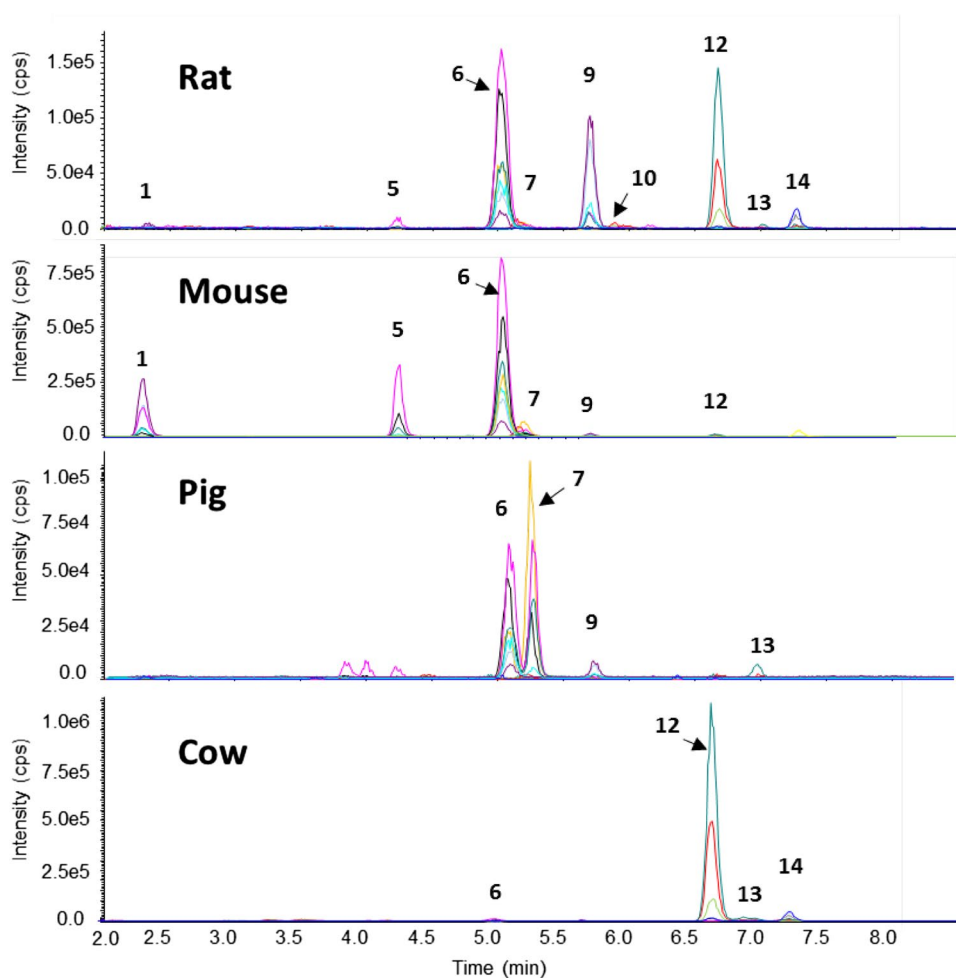 Rat
Intensity (cps)
1.5e5
1.0e5
5.0e4
0.0
1
5
6
7
9
10
12
13
14
Mouse
Intensity (cps)
7.5e5
5.0e5
2.5e5
0.0
1
5
6
7
9
12
Pig
Intensity (cps)
1.0e5
7.5e4
5.0e4
2.5e4
0.0
6
7
9
13
Cow
Intensity (cps)
1.0e6
7.5e5
5.0e5
2.5e5
0.0
6
12
13
14
2.0 2.5 3.0 3.5 4.0 4.5 5.0 5.5 6.0 6.5 7.0 7.5 8.0
Time (min)